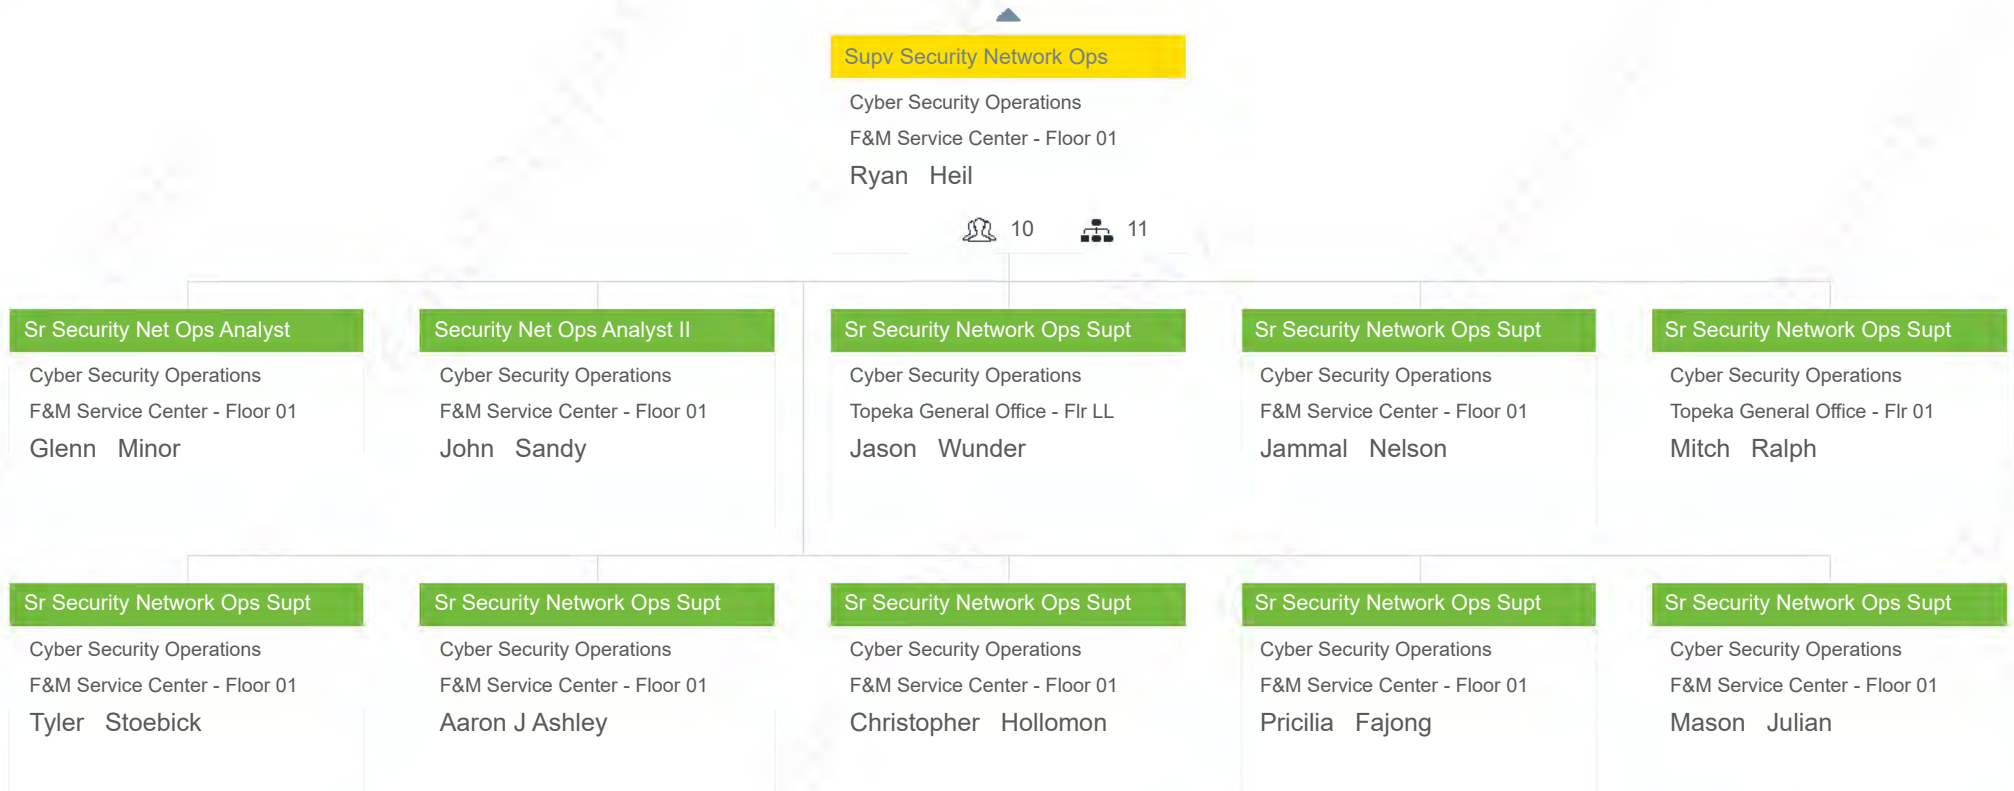 Supv Security Network Ops
Cyber Security Operations
F&M Service Center - Floor 01
Ryan Heil
10 11
Sr Security Net Ops Analyst
Cyber Security Operations
F&M Service Center - Floor 01
Glenn Minor
Security Net Ops Analyst II
Cyber Security Operations
F&M Service Center - Floor 01
John Sandy
Sr Security Network Ops Supt
Cyber Security Operations
Topeka General Office - Flr LL
Jason Wunder
Sr Security Network Ops Supt
Cyber Security Operations
F&M Service Center - Floor 01
Jammal Nelson
Sr Security Network Ops Supt
Cyber Security Operations
Topeka General Office - Flr 01
Mitch Ralph
Sr Security Network Ops Supt
Cyber Security Operations
F&M Service Center - Floor 01
Tyler Stoebick
Sr Security Network Ops Supt
Cyber Security Operations
F&M Service Center - Floor 01
Aaron J Ashley
Sr Security Network Ops Supt
Cyber Security Operations
F&M Service Center - Floor 01
Christopher Hollomon
Sr Security Network Ops Supt
Cyber Security Operations
F&M Service Center - Floor 01
Pricilia Fajong
Sr Security Network Ops Supt
Cyber Security Operations
F&M Service Center - Floor 01
Mason Julian